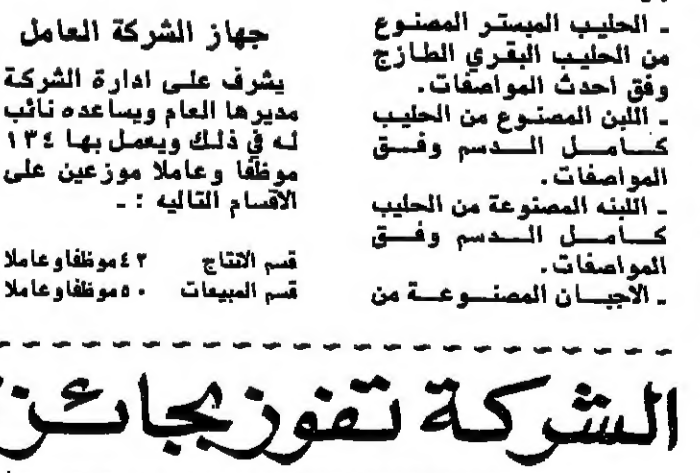 - الحليب المبستر المصنوع
من الحليب البقري الطازج
وفق احدث المواصفات.
- اللبن المصنوع من الحليب
كامل الدسم وفق
المواصفات.
- اللبنه المصنوعة من الحليب
كامل الدسم وفق
المواصفات.
- الاجبان المصنوعة من
جهاز الشركة العامل
يشرف على ادارة الشركة
مديرها العام ويساعده نائب
له في ذلك ويعمل بها ١٣٤
موظفا وعاملا موزعين على
الاقسام التاليه : -
قسم الانتاج ٤٢ موظفا وعاملا
قسم المبيعات ٥٠ موظفا وعاملا
الشركة تفوز بجائز